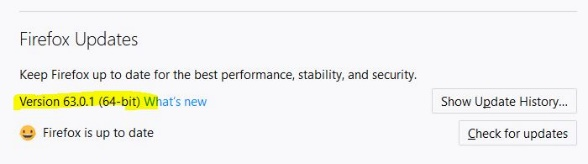 Firefox Updates
Keep Firefox up to date for the best performance, stability, and security.
Version 63.0.1 (64-bit) What's new
Show Update History...
Firefox is up to date
Check for updates